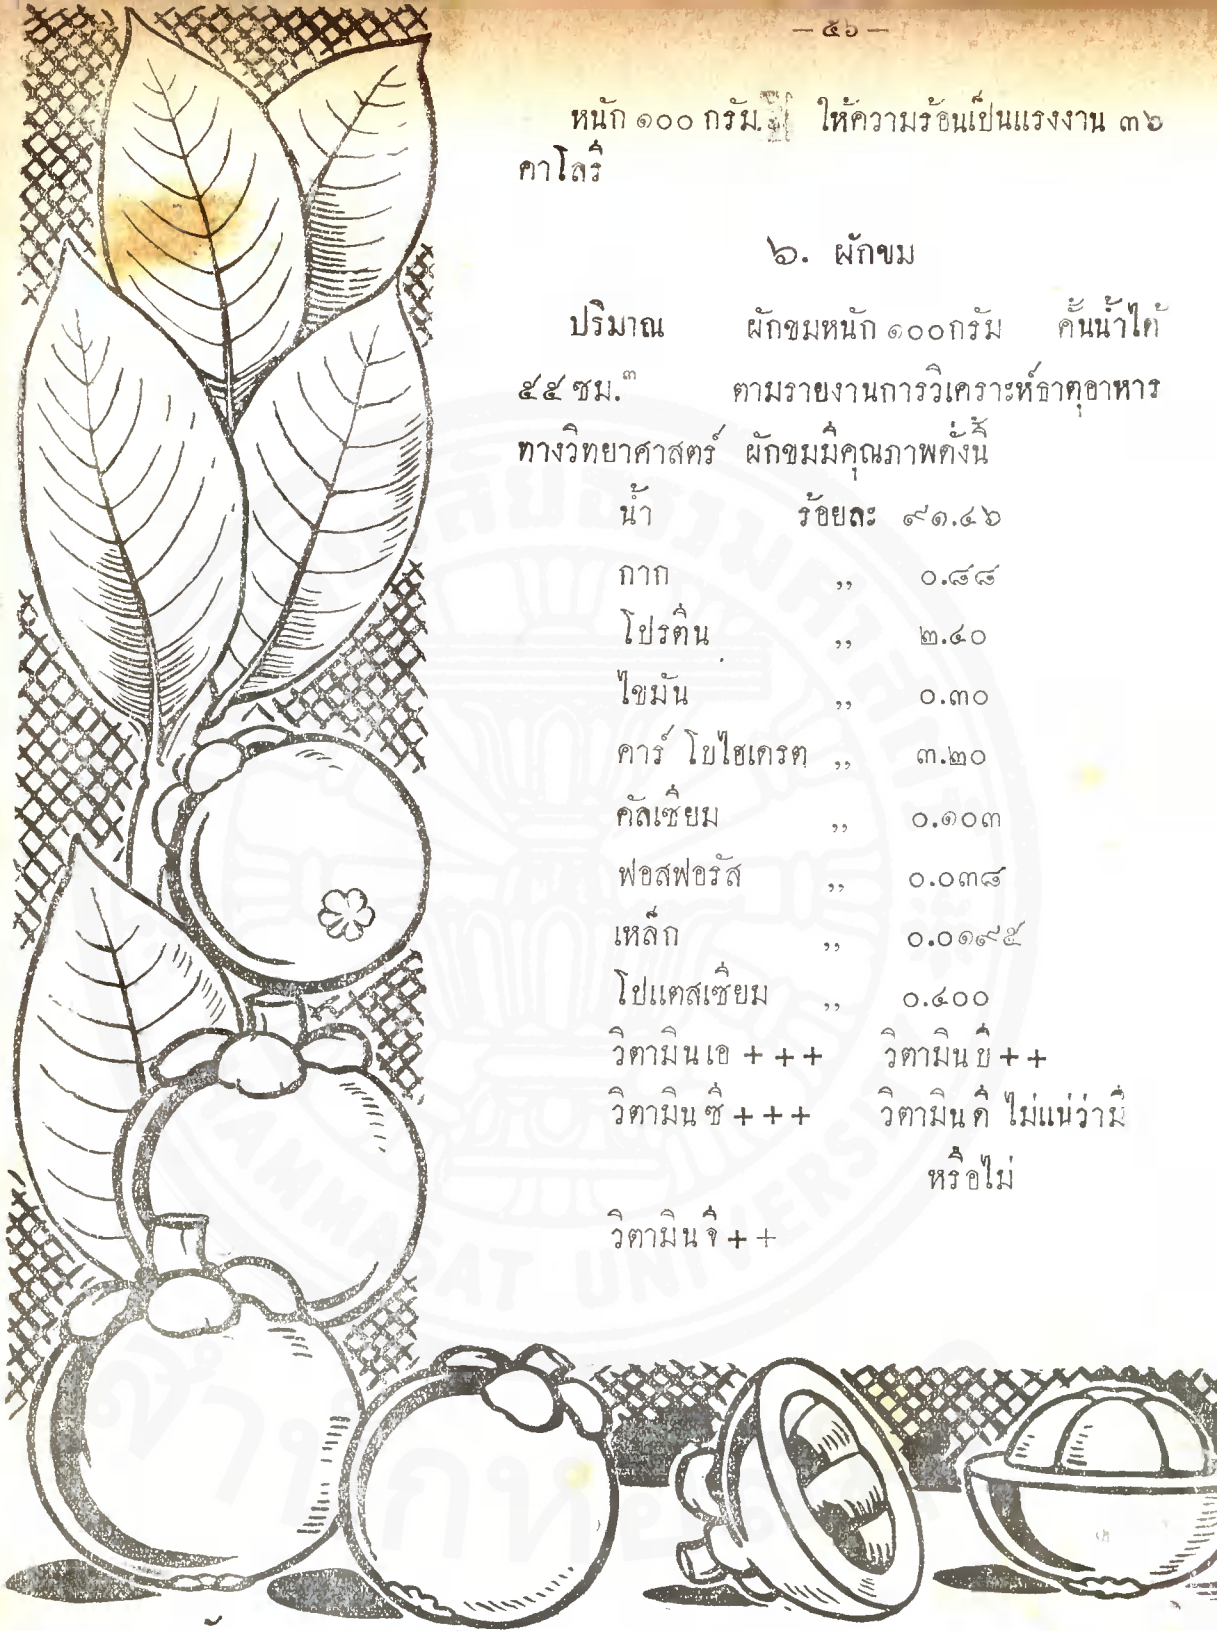 — ๕๖ —
หนัก ๑๐๐ กรัม ให้ความร้อนเป็นแรงงาน ๓๖
คาโลรี่
๖. ผักขม
ปริมาณ ผักขมหนัก ๑๐๐กรัม คั้นน้ำได้
๕๕ ซม.๓ ตามรายงานการวิเคราะห์ธาตุอาหาร
ทางวิทยาศาสตร์ ผักขมมีคุณภาพดั่งนี้
น้ำ ร้อยละ ๙๑.๔๖
กาก ,, ๐.๘๘
โปรตีน ,, ๒.๔๐
ไขมัน ,, ๐.๓๐
คาร์ โบไฮเดรต ,, ๓.๒๐
คัลเซี่ยม ,, ๐.๑๐๓
ฟอสฟอรัส ,, ๐.๐๓๘
เหล็ก ,, ๐.๐๑๙๕
โปแตสเซี่ยม ,, ๐.๔๐๐
วิตามินเอ + + + วิตามินบี + +
วิตามิน ซี + + + วิตามิน ดี ไม่แน่ว่ามี
หรือไม่
วิตามิน จี + +
THAMMASAT UNIVERSITY